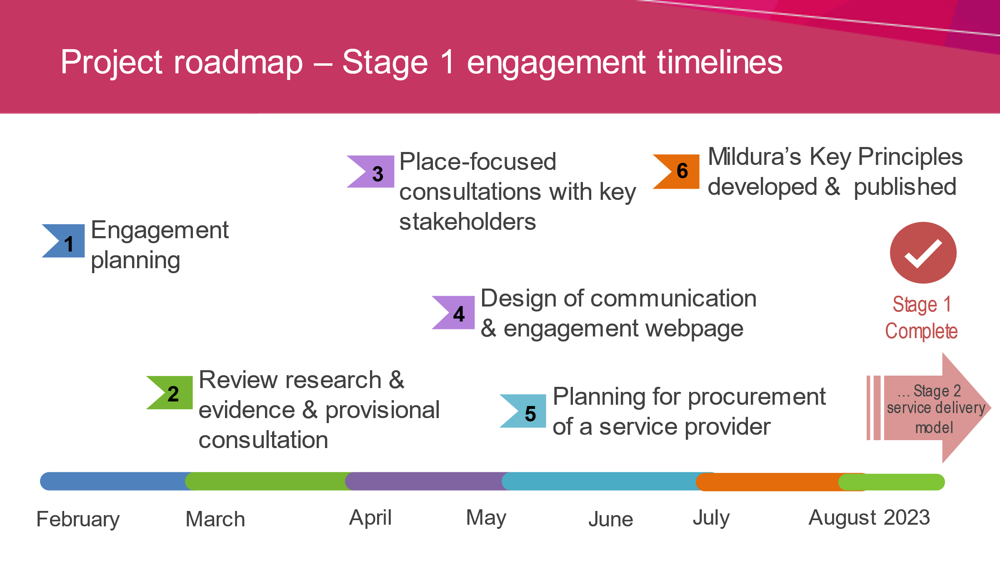 Project roadmap – Stage 1 engagement timelines
1
Engagement
planning
2
Review research &
evidence & provisional
consultation
3
Place-focused
consultations with key
stakeholders
4
Design of communication
& engagement webpage
5
Planning for procurement
of a service provider
6
Mildura’s Key Principles
developed &  published
Stage 1
Complete
... Stage 2
service delivery
model
February March April May June July August 2023